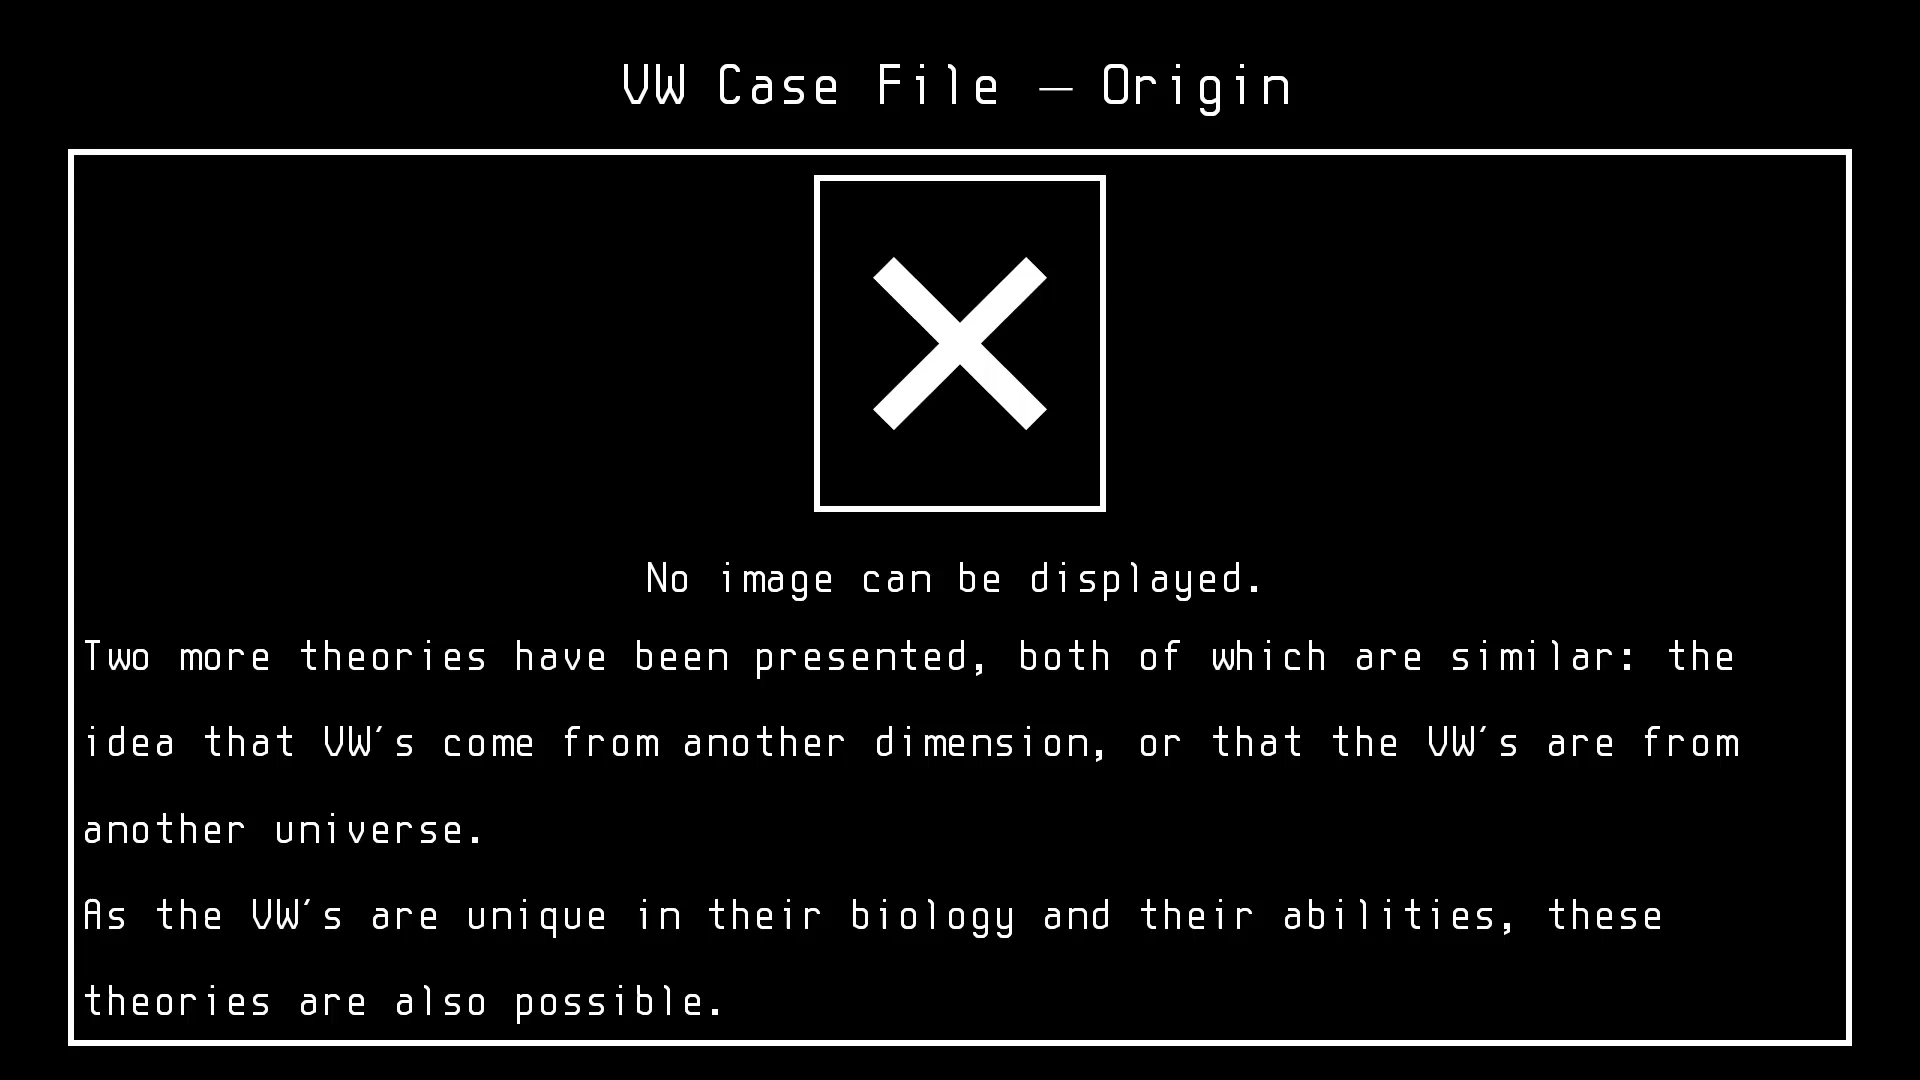 VW Case File — Origin
No image can be displayed.
Two more theories have been presented, both of which are similar: the
idea that VW's come from another dimension, or that the VW's are from
another universe.
As the VW's are unique in their biology and their abilities, these
theories are also possible.